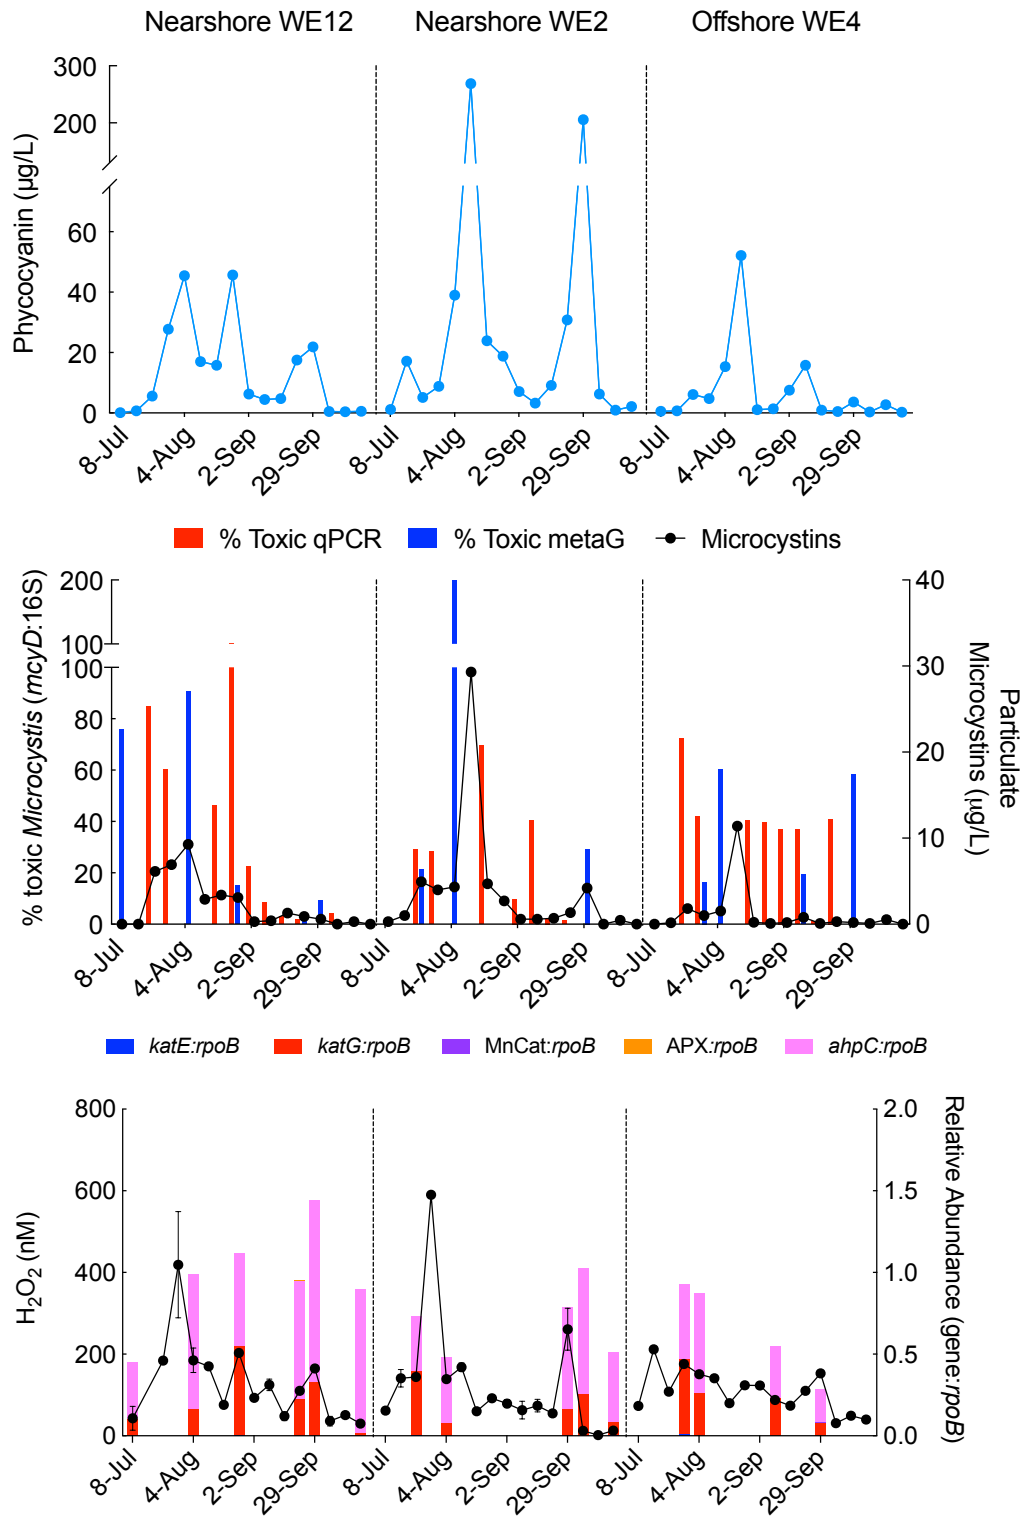 Nearshore WE12 Nearshore WE2 Offshore WE4
Phycocyanin (µg/L)
300
200
60
40
20
0
8-Jul 4-Aug 2-Sep 29-Sep 8-Jul 4-Aug 2-Sep 29-Sep 8-Jul 4-Aug 2-Sep 29-Sep
% Toxic qPCR % Toxic metaG Microcystins
% toxic Microcystis (mcyD:16S)
200
100
100
80
60
40
20
0
40
30
20
10
0
Particulate
Microcystins (µg/L)
8-Jul 4-Aug 2-Sep 29-Sep 8-Jul 4-Aug 2-Sep 29-Sep 8-Jul 4-Aug 2-Sep 29-Sep
katE:rpoB katG:rpoB MnCat:rpoB APX:rpoB ahpC:rpoB
H₂O₂ (nM)
800
600
400
200
0
2.0
1.5
1.0
0.5
0.0
Relative Abundance (gene:rpoB)
8-Jul 4-Aug 2-Sep 29-Sep 8-Jul 4-Aug 2-Sep 29-Sep 8-Jul 4-Aug 2-Sep 29-Sep